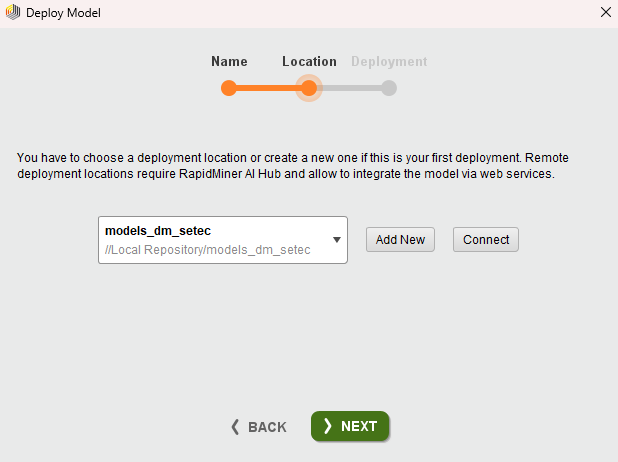 Deploy Model
Name Location Deployment
You have to choose a deployment location or create a new one if this is your first deployment. Remote
deployment locations require RapidMiner AI Hub and allow to integrate the model via web services.
models_dm_setec
//Local Repository/models_dm_setec
Add New
Connect
BACK
NEXT